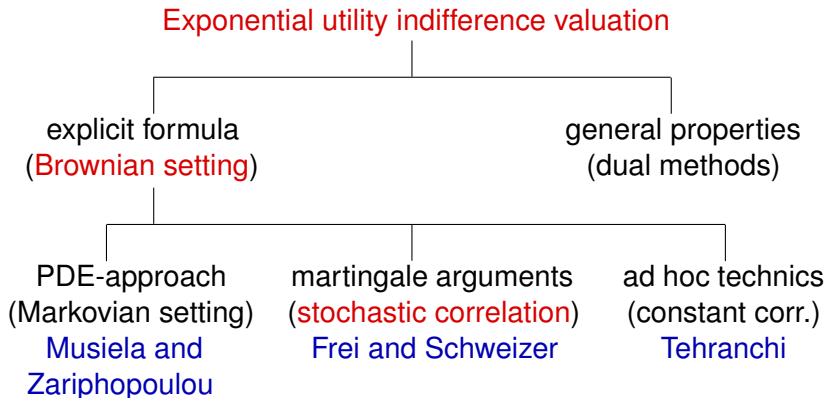 Exponential utility indifference valuation
explicit formula
(Brownian setting)
general properties
(dual methods)
PDE-approach
(Markovian setting)
Musiela and
Zariphopoulou
martingale arguments
(stochastic correlation)
Frei and Schweizer
ad hoc technics
(constant corr.)
Tehranchi